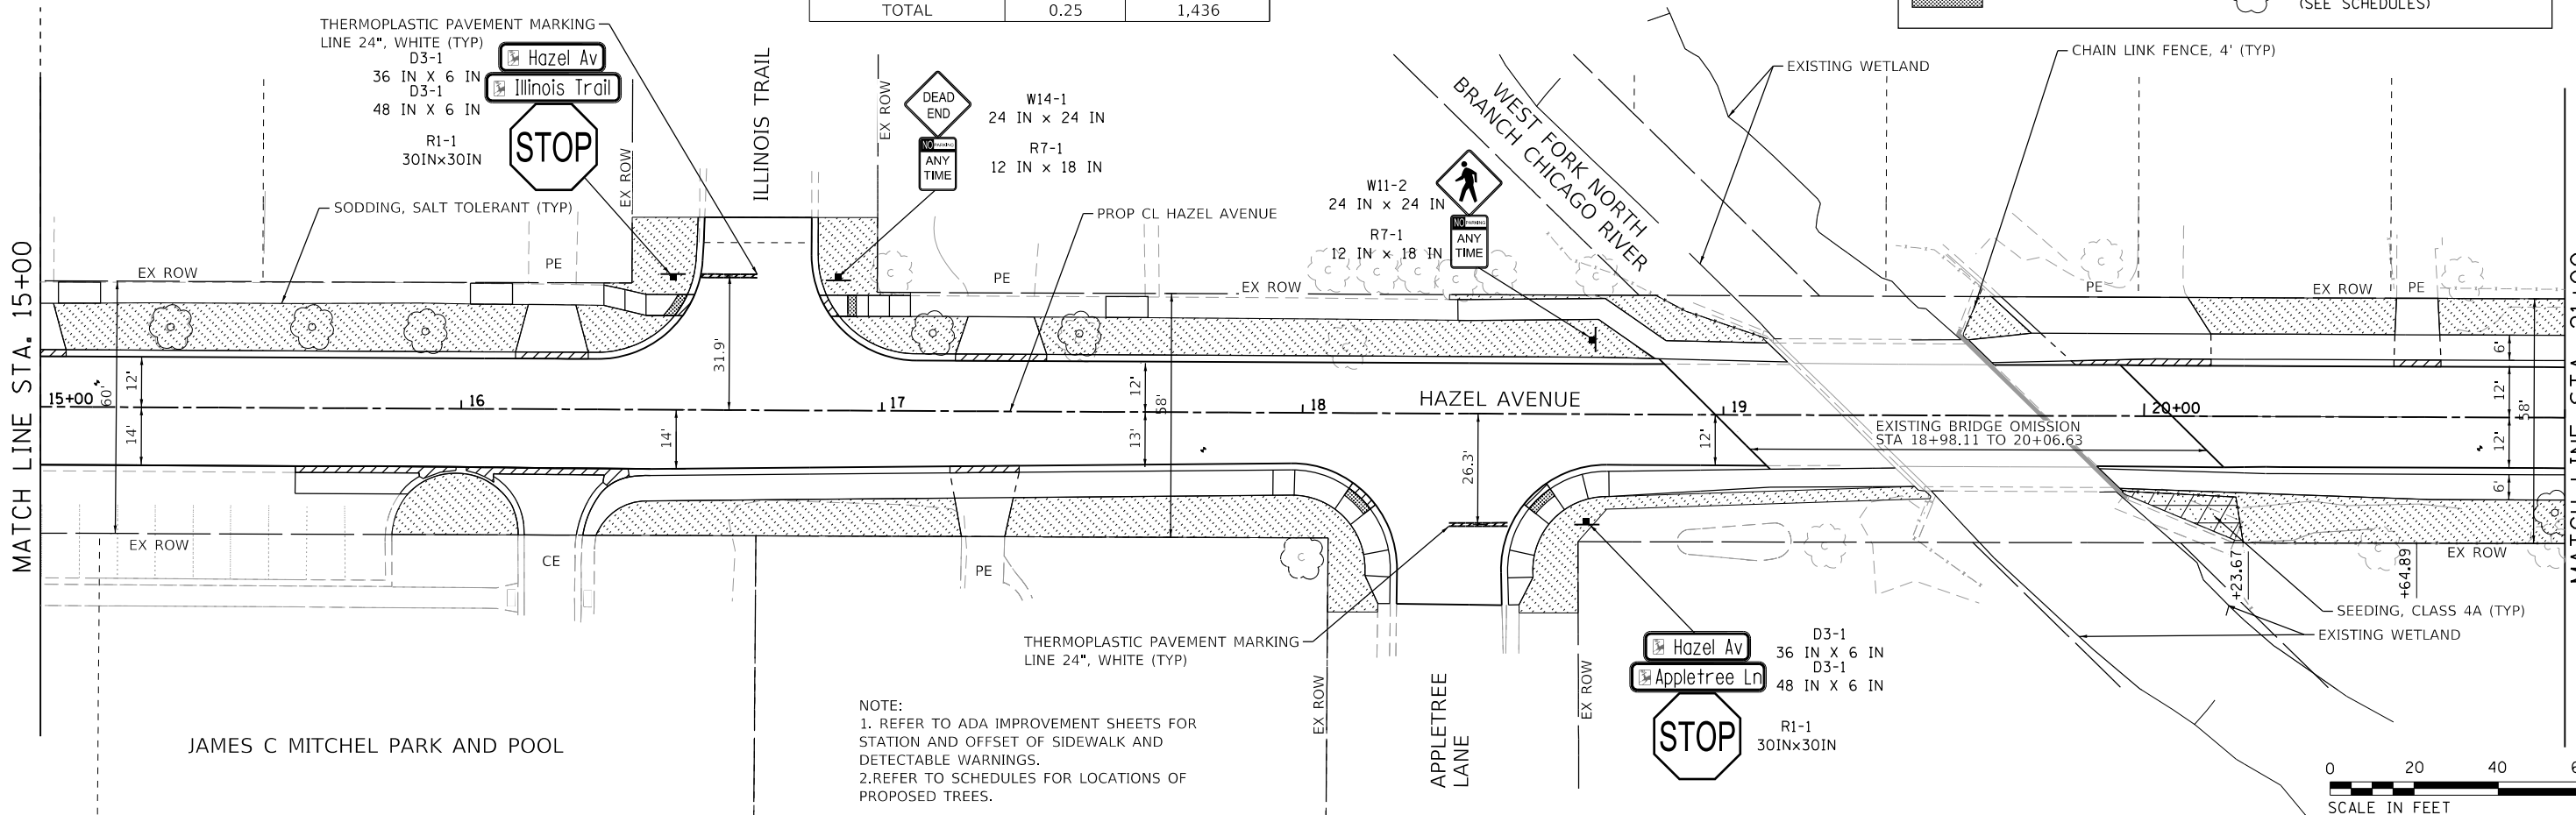 TOTAL 0.25 1,436
(SEE SCHEDULES)
THERMOPLASTIC PAVEMENT MARKING
LINE 24", WHITE (TYP)
D3-1
36 IN X 6 IN
D3-1
48 IN X 6 IN
Hazel Av
Illinois Trail
R1-1
30INx30IN
STOP
SODDING, SALT TOLERANT (TYP)
ILLINOIS TRAIL
EX ROW
EX ROW
DEAD
END
W14-1
24 IN x 24 IN
NO PARKING
ANY
TIME
R7-1
12 IN x 18 IN
PROP CL HAZEL AVENUE
W11-2
24 IN x 24 IN
R7-1
12 IN x 18 IN
NO PARKING
ANY
TIME
WEST FORK NORTH
BRANCH CHICAGO RIVER
EXISTING WETLAND
CHAIN LINK FENCE, 4' (TYP)
MATCH LINE STA. 15+00
EX ROW
PE
PE
EX ROW
PE
EX ROW
PE
C
C
C
C
C
C
C
C
C
15+00
16
17
18
HAZEL AVENUE
19
20+00
60'
12'
14'
31.9'
14'
12'
58'
13'
26.3'
12'
6'
12'
58'
12'
6'
EXISTING BRIDGE OMISSION
STA 18+98.11 TO 20+06.63
EX ROW
CE
PE
C
C
C
EX ROW
+23.67
+64.89
SEEDING, CLASS 4A (TYP)
EXISTING WETLAND
THERMOPLASTIC PAVEMENT MARKING
LINE 24", WHITE (TYP)
EX ROW
APPLETREE
LANE
EX ROW
Hazel Av
Appletree Ln
D3-1
36 IN X 6 IN
D3-1
48 IN X 6 IN
STOP
R1-1
30INx30IN
JAMES C MITCHEL PARK AND POOL
NOTE:
1. REFER TO ADA IMPROVEMENT SHEETS FOR
STATION AND OFFSET OF SIDEWALK AND
DETECTABLE WARNINGS.
2.REFER TO SCHEDULES FOR LOCATIONS OF
PROPOSED TREES.
0 20 40
SCALE IN FEET